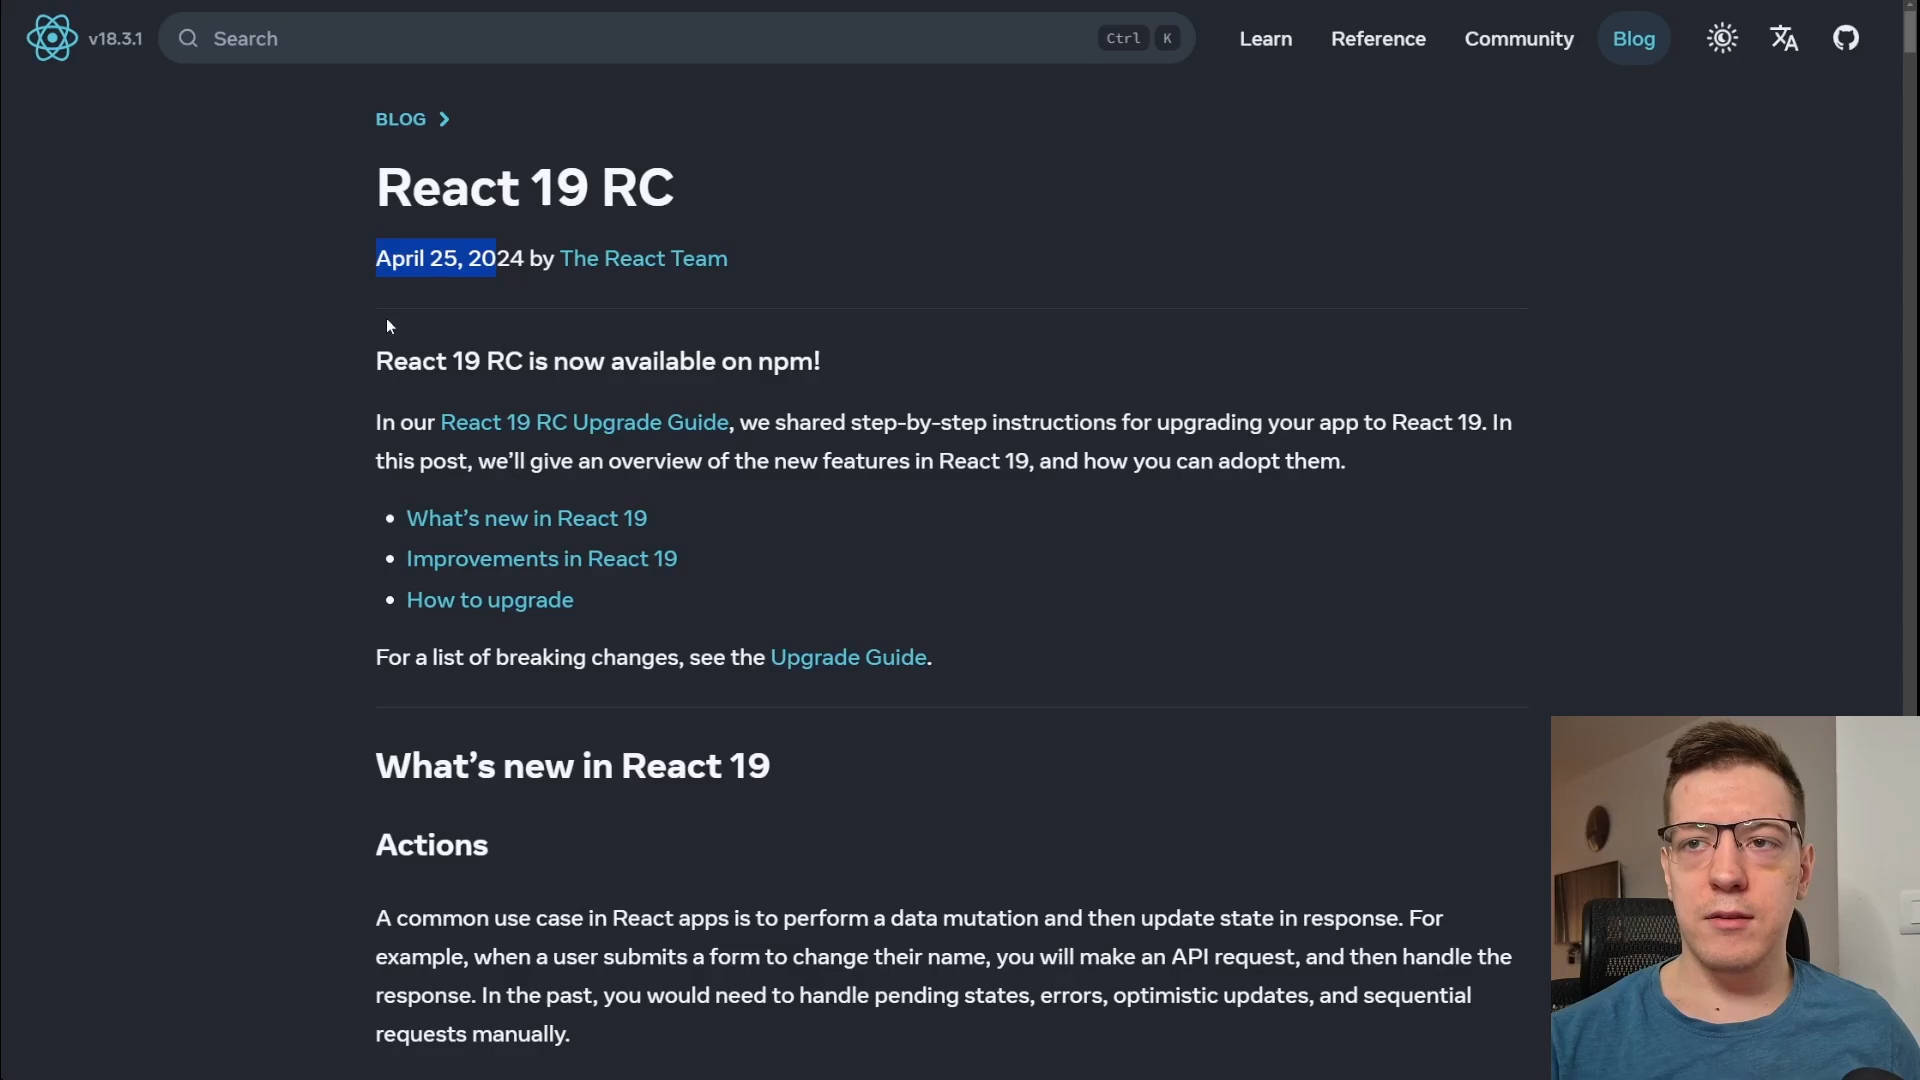 v18.3.1
Search
Ctrl K
Learn
Reference
Community
Blog
BLOG
React 19 RC
April 25, 2024 by The React Team
React 19 RC is now available on npm!
In our React 19 RC Upgrade Guide, we shared step-by-step instructions for upgrading your app to React 19. In
this post, we’ll give an overview of the new features in React 19, and how you can adopt them.
• What’s new in React 19
• Improvements in React 19
• How to upgrade
For a list of breaking changes, see the Upgrade Guide.
What’s new in React 19
Actions
A common use case in React apps is to perform a data mutation and then update state in response. For
example, when a user submits a form to change their name, you will make an API request, and then handle the
response. In the past, you would need to handle pending states, errors, optimistic updates, and sequential
requests manually.